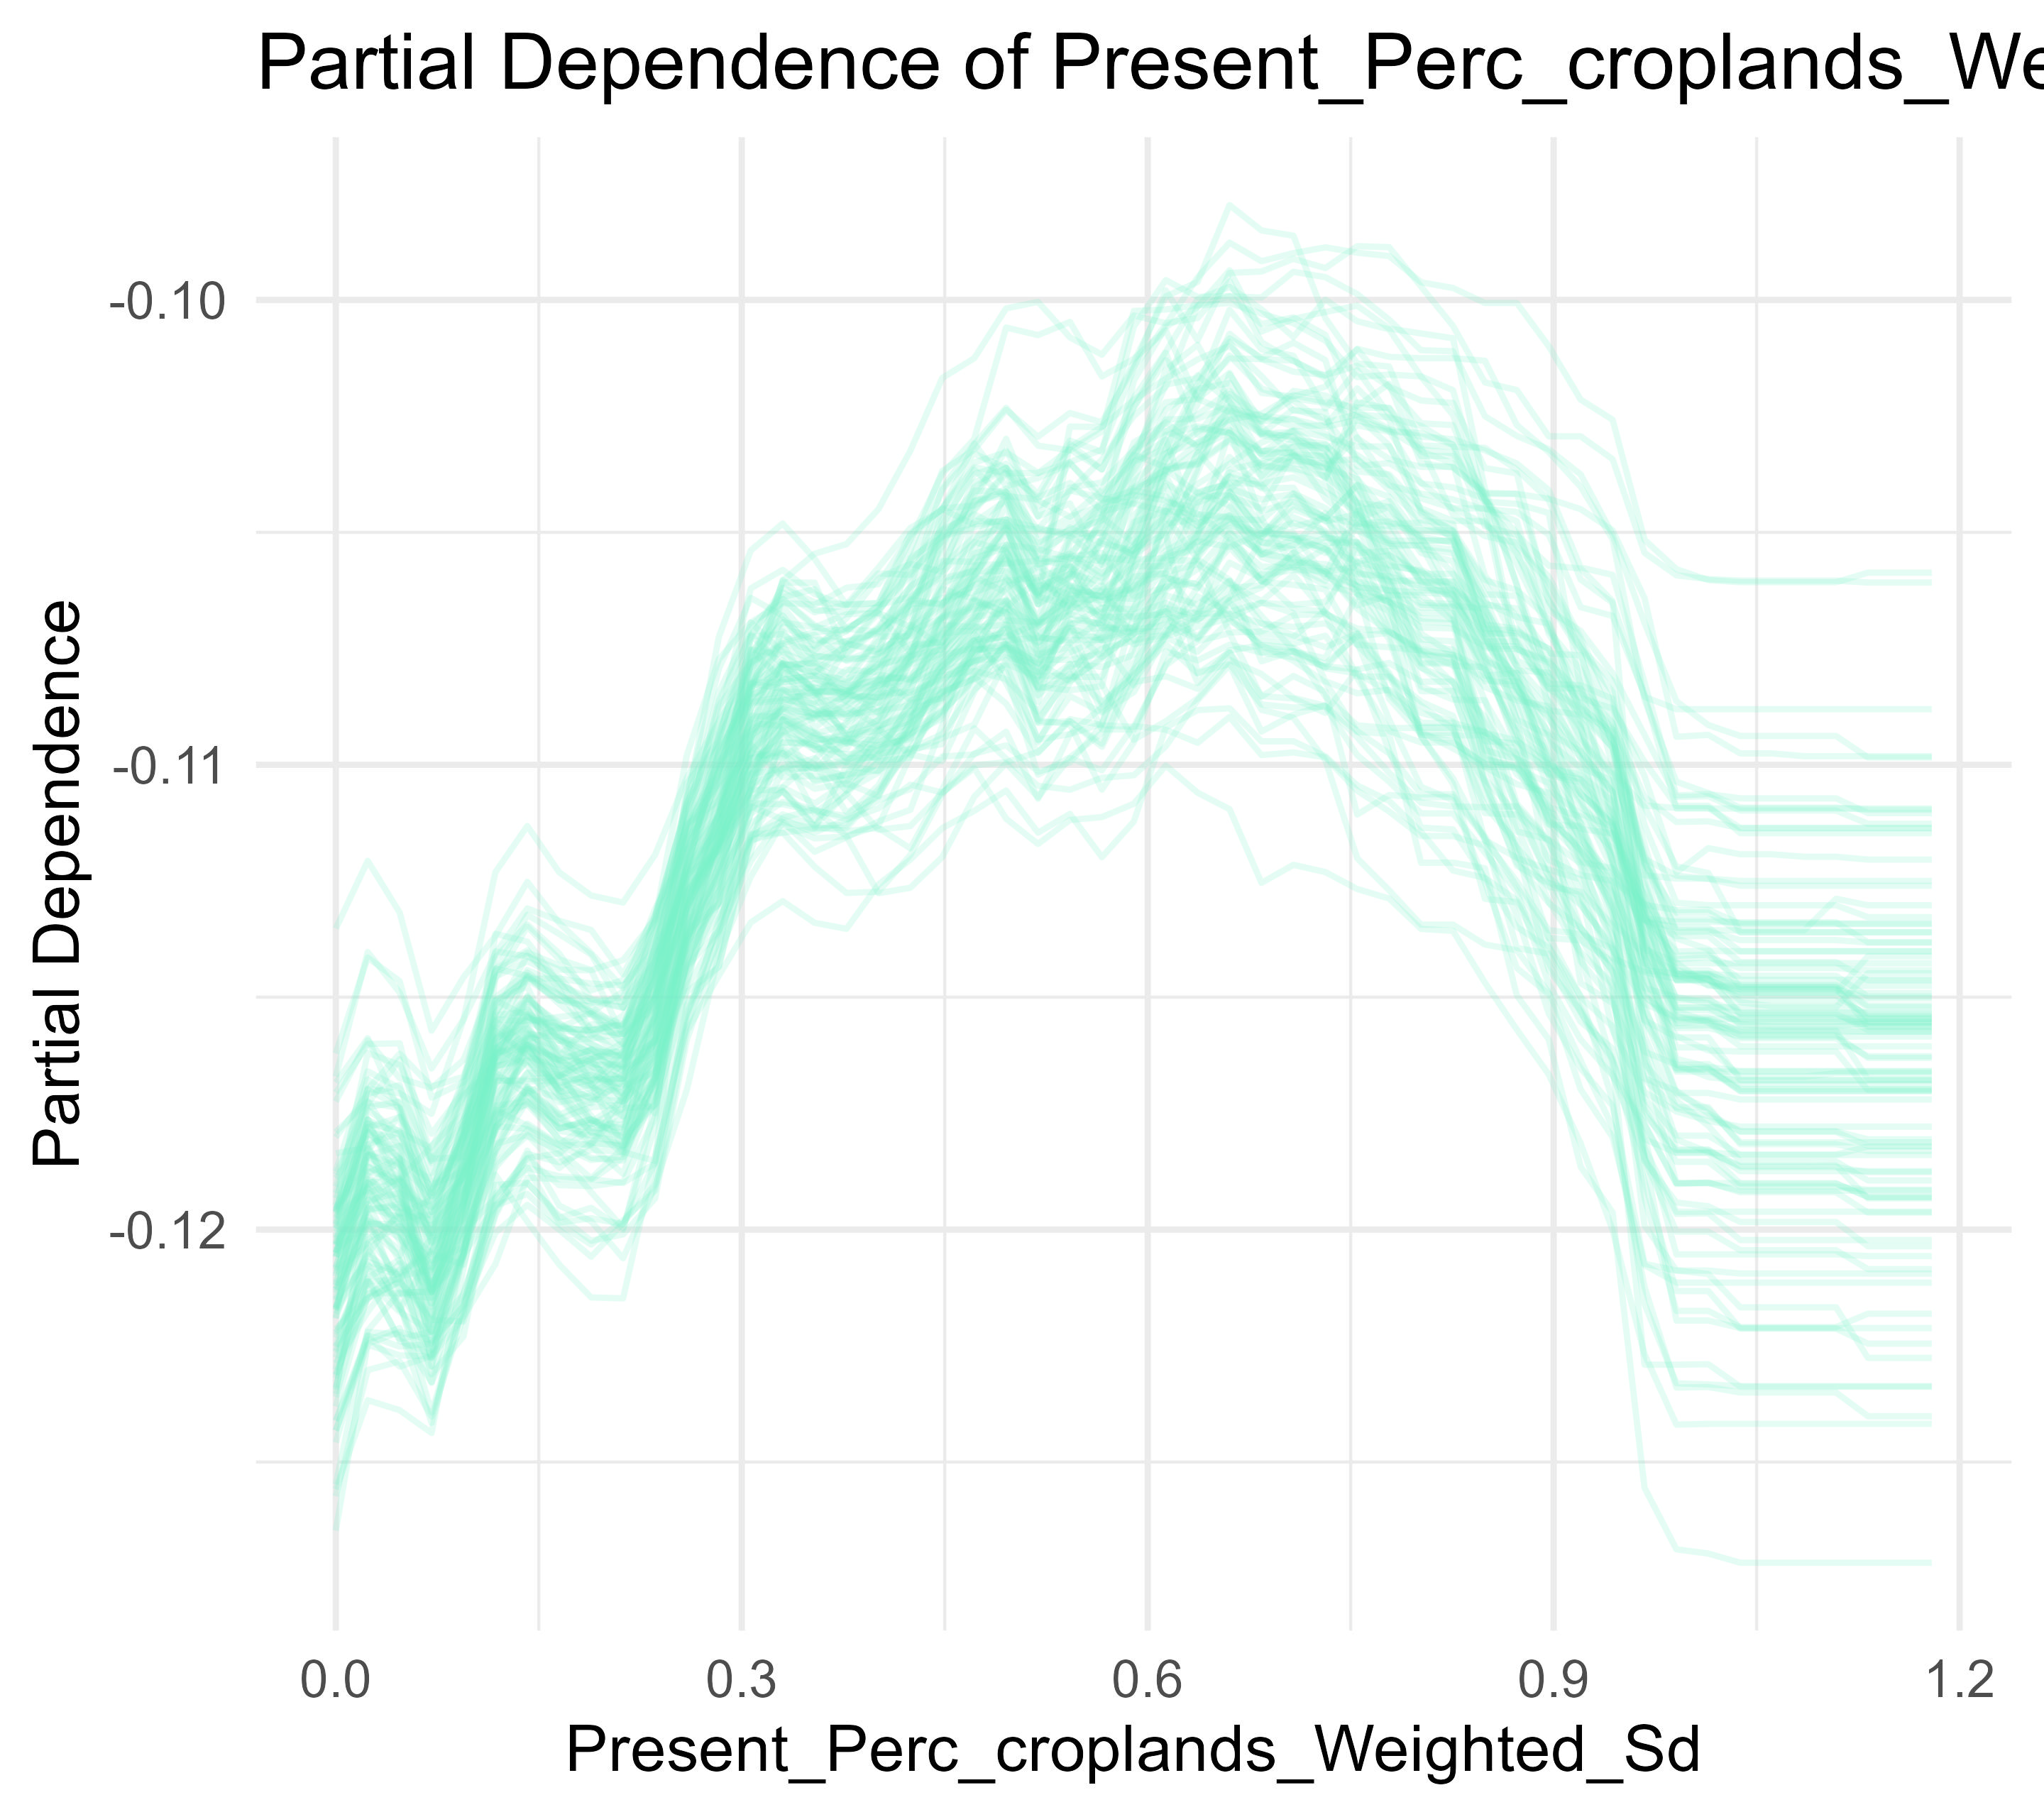 Partial Dependence of Present_Perc_croplands_We
-0.10
-0.11
-0.12
Partial Dependence
0.0 0.3 0.6 0.9 1.2
Present_Perc_croplands_Weighted_Sd